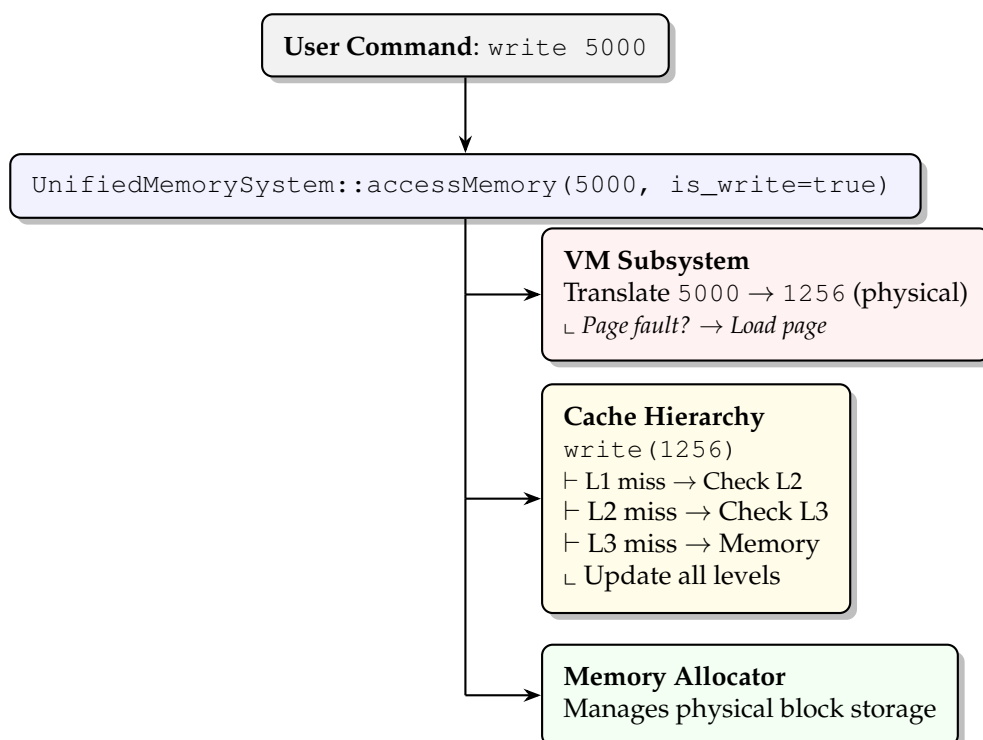 User Command: write 5000
UnifiedMemorySystem::accessMemory(5000, is_write=true)
VM Subsystem
Translate 5000 → 1256 (physical)
⌞ Page fault? → Load page
Cache Hierarchy
write(1256)
⊢ L1 miss → Check L2
⊢ L2 miss → Check L3
⊢ L3 miss → Memory
⌞ Update all levels
Memory Allocator
Manages physical block storage